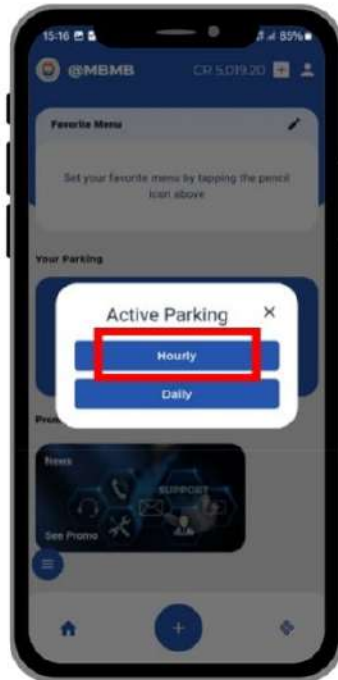 15:16
85%
@MBMB
CR 5,019.20
Favorite Menu
Set your favorite menu by tapping the pencil
icon above
Your Parking
Active Parking
Hourly
Daily
News
SUPPORT
See Promo